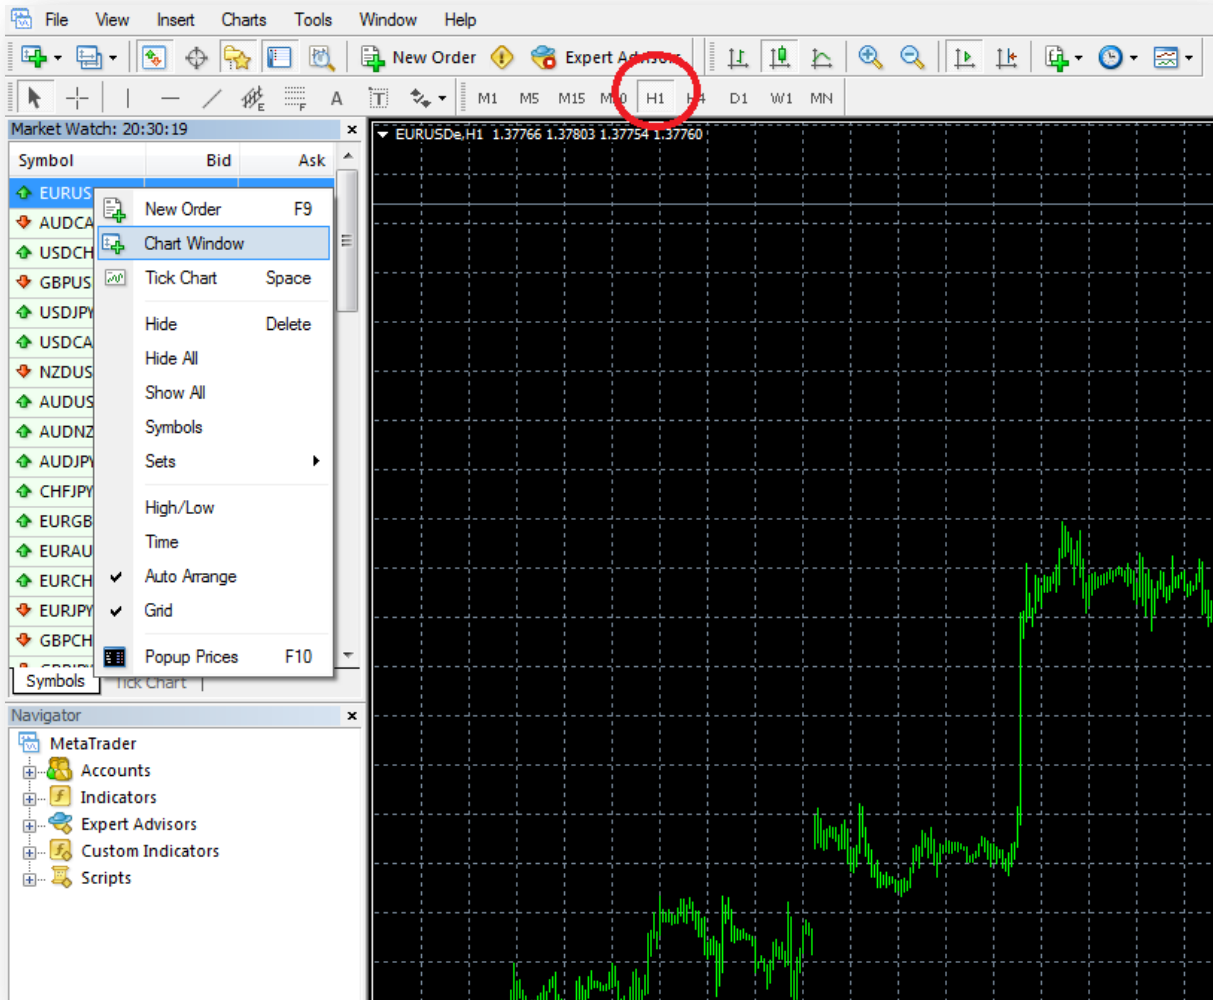 File View Insert Charts Tools Window Help
New Order Expert Advisors
A T M1 M5 M15 M30 H1 H4 D1 W1 MN
Market Watch: 20:30:19
EURUSDe,H1 1.37766 1.37803 1.37754 1.37760
Symbol Bid Ask
EURUS
AUDCA
USDCH
GBPUS
USDJPY
USDCA
NZDUS
AUDUS
AUDNZ
AUDJPY
CHFJPY
EURGB
EURAU
EURCH
EURJPY
GBPCH
New Order F9
Chart Window
Tick Chart Space
Hide Delete
Hide All
Show All
Symbols
Sets
High/Low
Time
Auto Arrange
Grid
Popup Prices F10
Symbols Tick Chart
Navigator
MetaTrader
Accounts
Indicators
Expert Advisors
Custom Indicators
Scripts